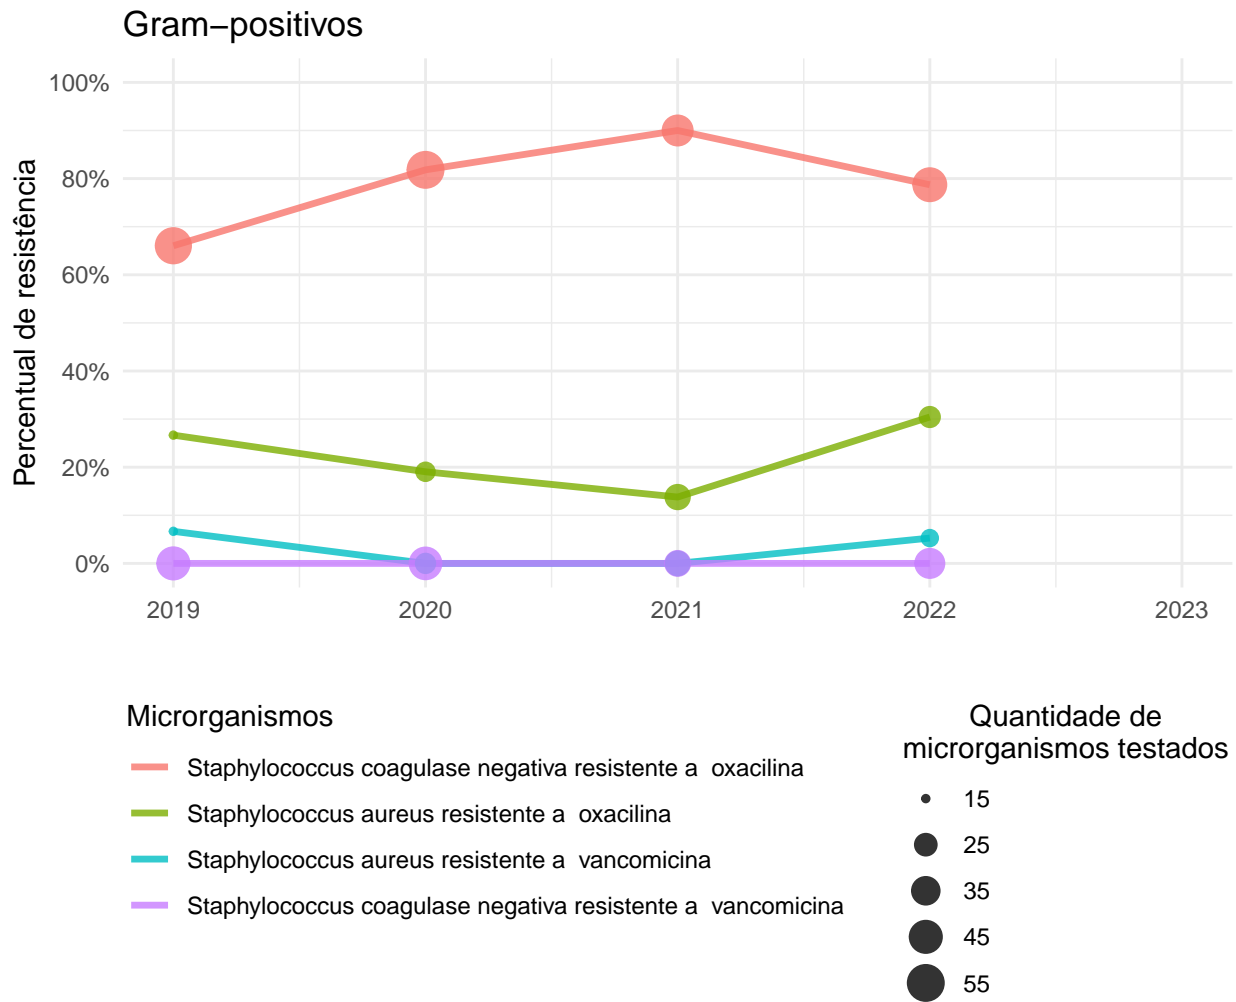 Gram−positivos
Percentual de resistência
100%
80%
60%
40%
20%
0%
2019 2020 2021 2022 2023
Microrganismos
Staphylococcus coagulase negativa resistente a  oxacilina
Staphylococcus aureus resistente a  oxacilina
Staphylococcus aureus resistente a  vancomicina
Staphylococcus coagulase negativa resistente a  vancomicina
Quantidade de
microrganismos testados
15
25
35
45
55